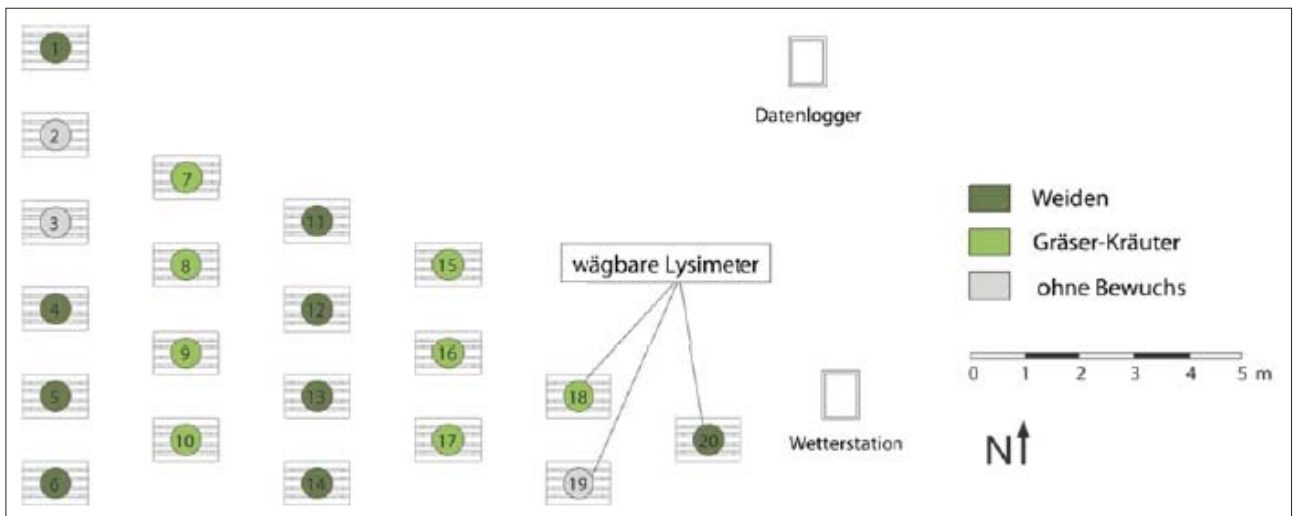 1
2
3
4
5
6
7
8
9
10
11
12
13
14
15
16
17
wägbare Lysimeter
18
19
20
Datenlogger
Wetterstation
Weiden
Gräser-Kräuter
ohne Bewuchs
0 1 2 3 4 5 m
N